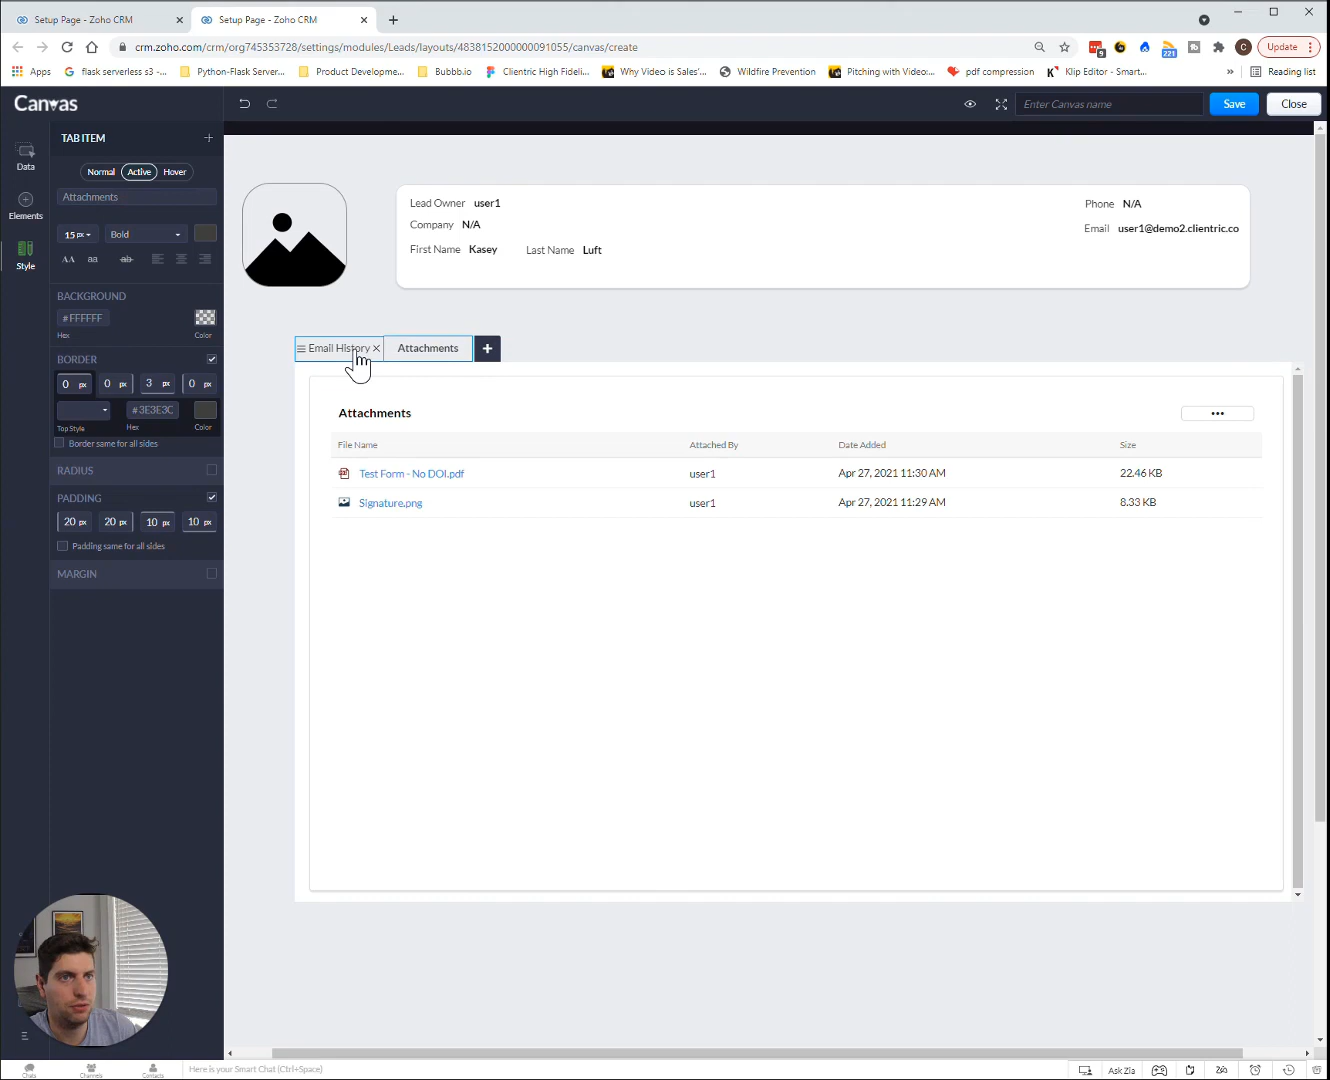 Setup Page - Zoho CRM
Setup Page - Zoho CRM
crm.zoho.com/crm/org745353728/settings/modules/Leads/layouts/4838152000000091055/canvas/create
9
221
C
Update
Apps
flask serverless s3 -...
Python-Flask Server...
Product Developme...
Bubbb.io
Clientric High Fideli...
Why Video is Sales'...
Wildfire Prevention
Pitching with Video:...
pdf compression
Klip Editor - Smart...
»
Reading list
Canvas
Enter Canvas name
Save
Close
Data
Elements
Style
TAB ITEM
Normal
Active
Hover
Attachments
15 px
Bold
AA
aa
ab
BACKGROUND
#FFFFFF
Hex
Color
BORDER
0 px
0 px
3 px
0 px
#3E3E3C
Top Style
Hex
Color
Border same for all sides
RADIUS
PADDING
20 px
20 px
10 px
10 px
Padding same for all sides
MARGIN
Lead Owner user1
Company N/A
First Name Kasey
Last Name Luft
Phone N/A
Email user1@demo2.clientric.co
Email History
Attachments
Attachments
File Name
Attached By
Date Added
Size
Test Form - No DOI.pdf
user1
Apr 27, 2021 11:30 AM
22.46 KB
Signature.png
user1
Apr 27, 2021 11:29 AM
8.33 KB
Chats
Channels
Contacts
Here is your Smart Chat (Ctrl+Space)
Ask Zia